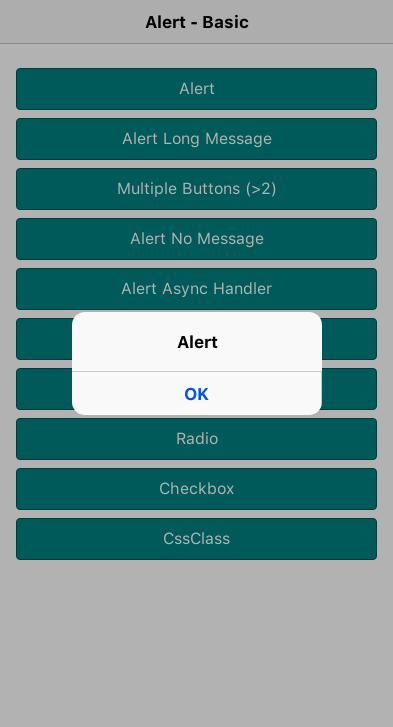 Alert - Basic
Alert
Alert Long Message
Multiple Buttons (>2)
Alert No Message
Alert Async Handler
Alert
OK
Radio
Checkbox
CssClass